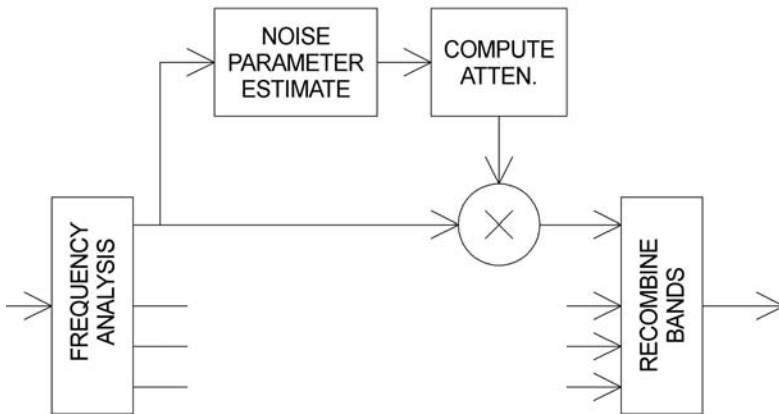 NOISE
PARAMETER
ESTIMATE
COMPUTE
ATTEN.
FREQUENCY
ANALYSIS
RECOMBINE
BANDS